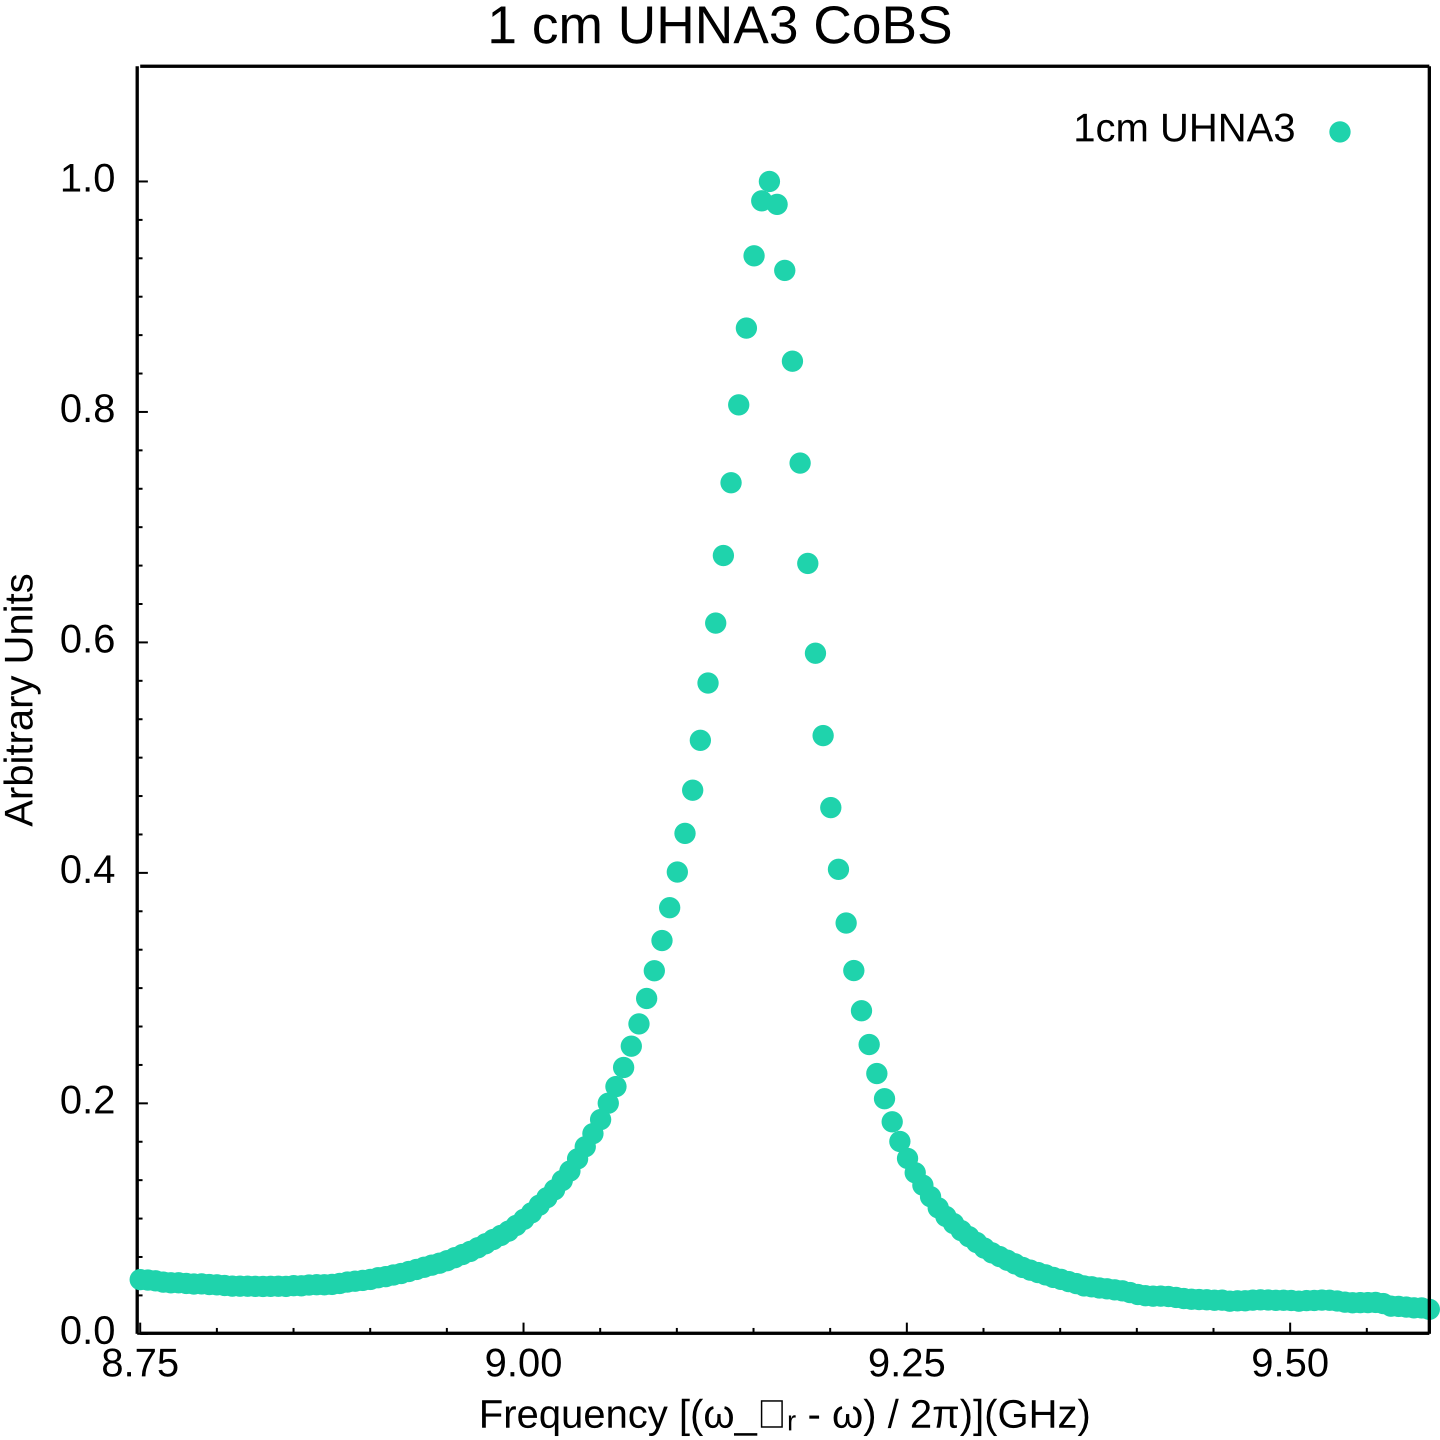 1 cm UHNA3 CoBS
1cm UHNA3
1.0
0.8
0.6
0.4
0.2
0.0
Arbitrary Units
8.75 9.00 9.25 9.50
Frequency [(ω_□ᵣ - ω) / 2π)](GHz)